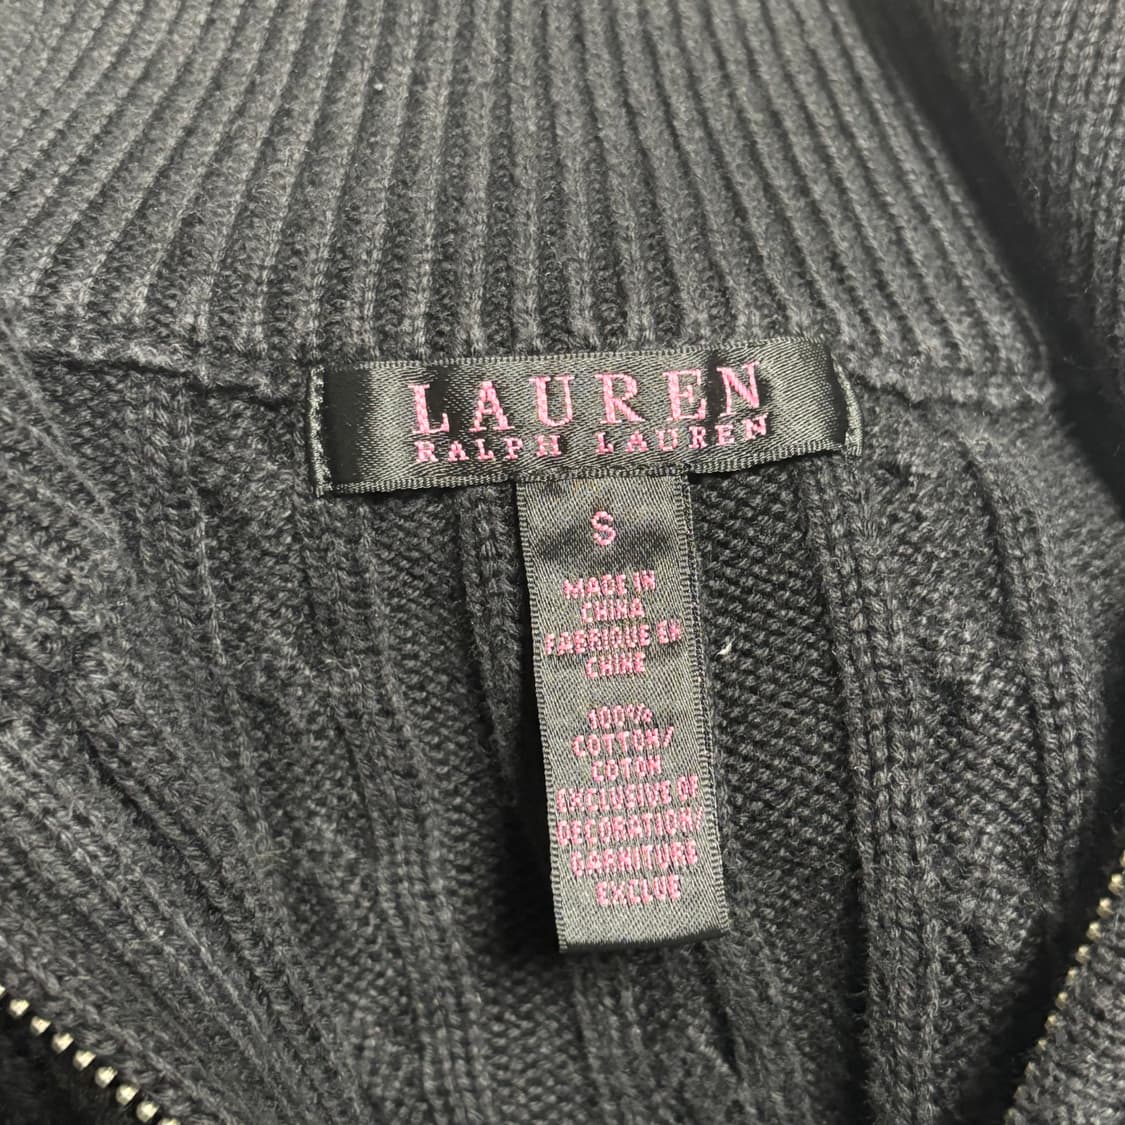 LAUREN
RALPH LAUREN
S
MADE IN
CHINA
FABRIQUE EN
CHINE
100%
COTTON/
COTON
EXCLUSIVE OF
DECORATION/
GARNITURE
EXCLUE